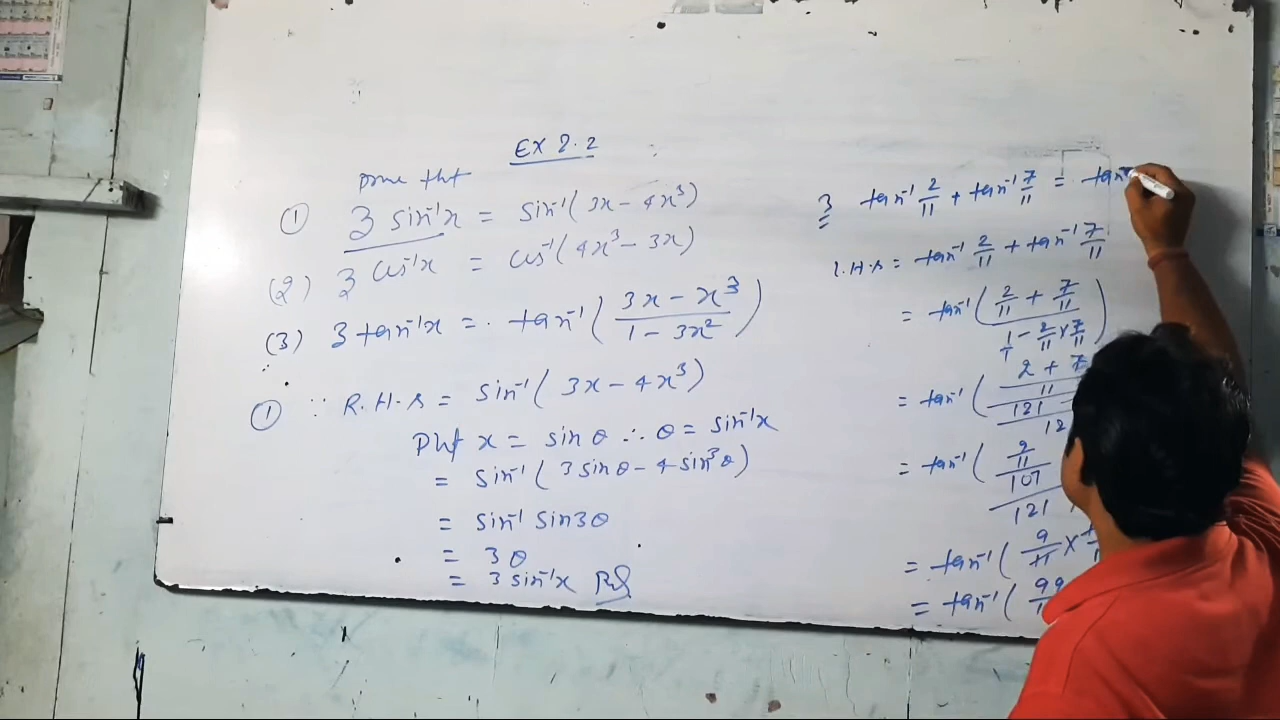 EX 2.2
prove tht
① 3 sin⁻¹x = sin⁻¹(3x - 4x³)
(2) 3 cos⁻¹x = cos⁻¹(4x³ - 3x)
(3) 3 tan⁻¹x = tan⁻¹((3x - x³)/(1 - 3x²))
① ∵ R.H.S = sin⁻¹(3x - 4x³)
Put x = sin θ ∴ θ = sin⁻¹x
= sin⁻¹(3 sin θ - 4 sin³θ)
= sin⁻¹ sin3θ
= 3θ
= 3 sin⁻¹x
3 tan⁻¹ 2/11 + tan⁻¹ 7/11 = tan⁻
L.H.S = tan⁻¹ 2/11 + tan⁻¹ 7/11
= tan⁻¹((2/11 + 7/11)/(1/1 - 2/11 × 7/11))
= tan⁻¹((2 + 7)/11 / 121 -
= tan⁻¹(9/11 / 107/121
= tan⁻¹(9/11 ×
= tan⁻¹(99